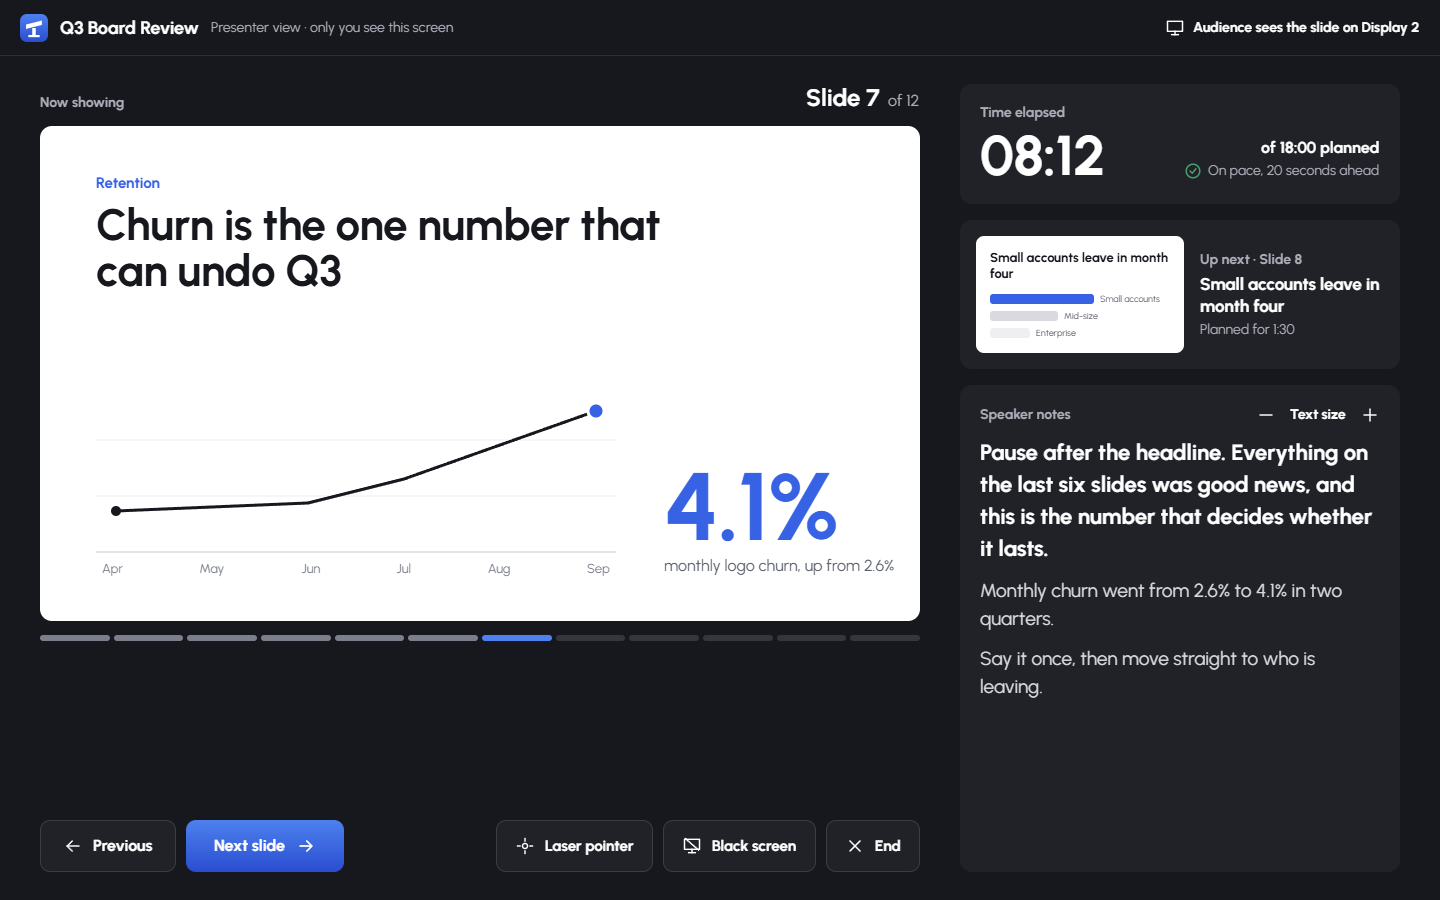 Q3 Board Review
Presenter view · only you see this screen
Audience sees the slide on Display 2
Now showing
Slide 7 of 12
Retention
Churn is the one number that
can undo Q3
Apr May Jun Jul Aug Sep
4.1%
monthly logo churn, up from 2.6%
Previous
Next slide
Laser pointer
Black screen
End
Time elapsed
08:12
of 18:00 planned
On pace, 20 seconds ahead
Small accounts leave in month
four
Small accounts
Mid-size
Enterprise
Up next · Slide 8
Small accounts leave in
month four
Planned for 1:30
Speaker notes
Text size
Pause after the headline. Everything on
the last six slides was good news, and
this is the number that decides whether
it lasts.
Monthly churn went from 2.6% to 4.1% in two
quarters.
Say it once, then move straight to who is
leaving.